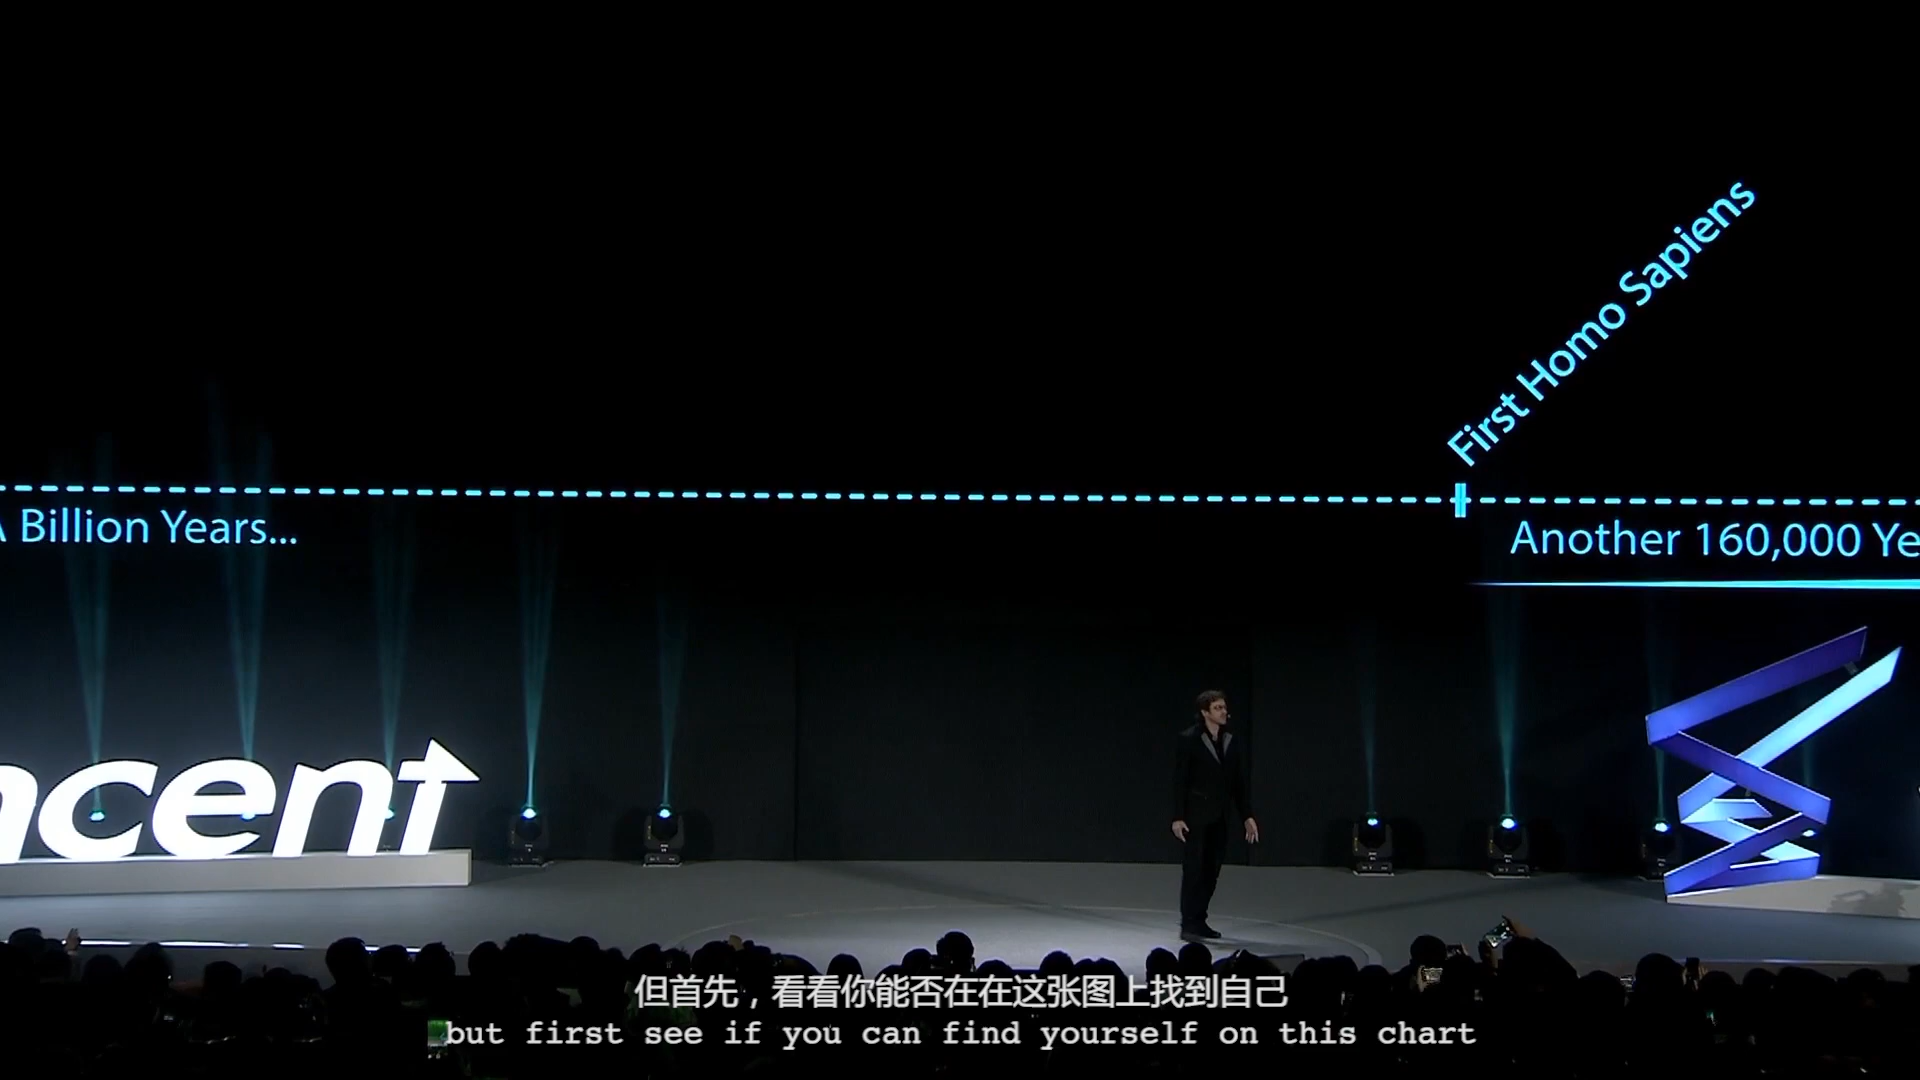 First Homo Sapiens
A Billion Years...
Another 160,000 Ye
ncent
但首先，看看你能否在在这张图上找到自己
but first see if you can find yourself on this chart